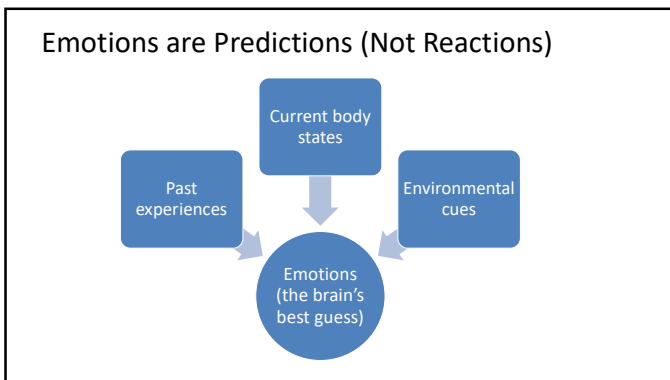 Emotions are Predictions (Not Reactions)
Current body
states
Past
experiences
Environmental
cues
Emotions
(the brain's
best guess)